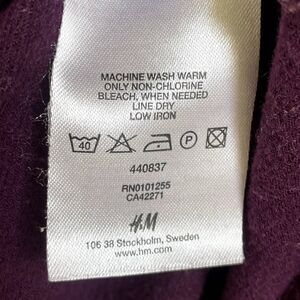 MACHINE WASH WARM
ONLY NON-CHLORINE
BLEACH, WHEN NEEDED
LINE DRY
LOW IRON
40 P
440837
RN0101255
CA42271
H&M
106 38 Stockholm, Sweden
www.hm.com